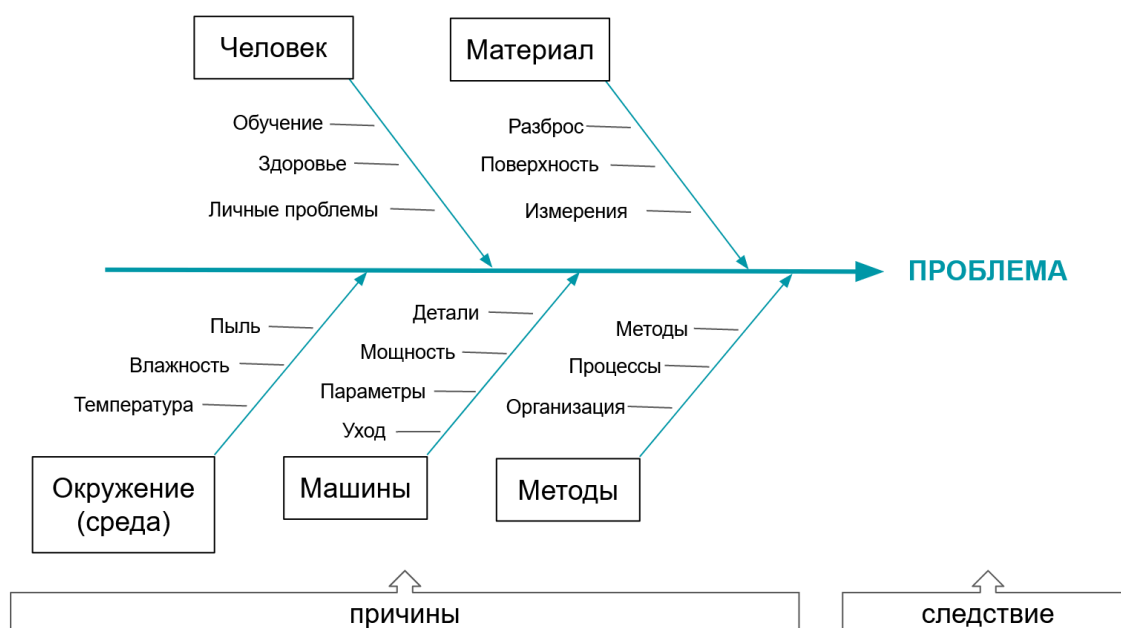 Человек
Материал
Обучение
Здоровье
Личные проблемы
Разброс
Поверхность
Измерения
ПРОБЛЕМА
Пыль
Влажность
Температура
Детали
Мощность
Параметры
Уход
Методы
Процессы
Организация
Окружение
(среда)
Машины
Методы
причины
следствие